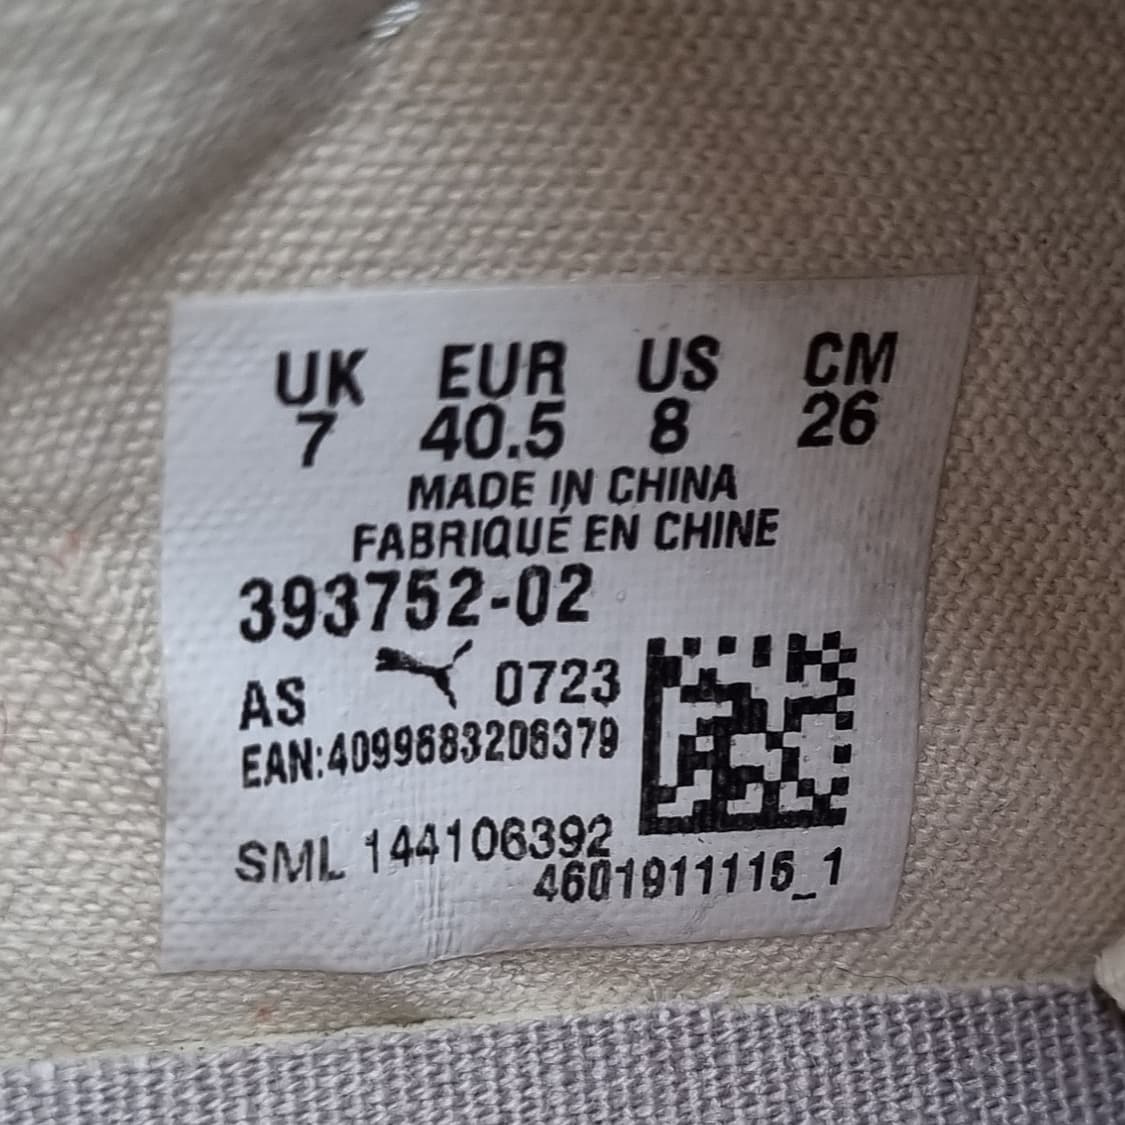 UK EUR US CM
7 40.5 8 26
MADE IN CHINA
FABRIQUÉ EN CHINE
393752-02
AS 0723
EAN:4099683206379
SML 144106392
4601911115_1